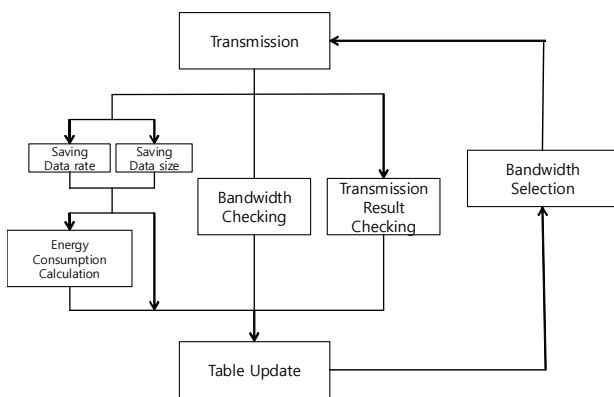 Transmission
Saving
Data rate
Saving
Data size
Bandwidth
Checking
Transmission
Result
Checking
Bandwidth
Selection
Energy
Consumption
Calculation
Table Update